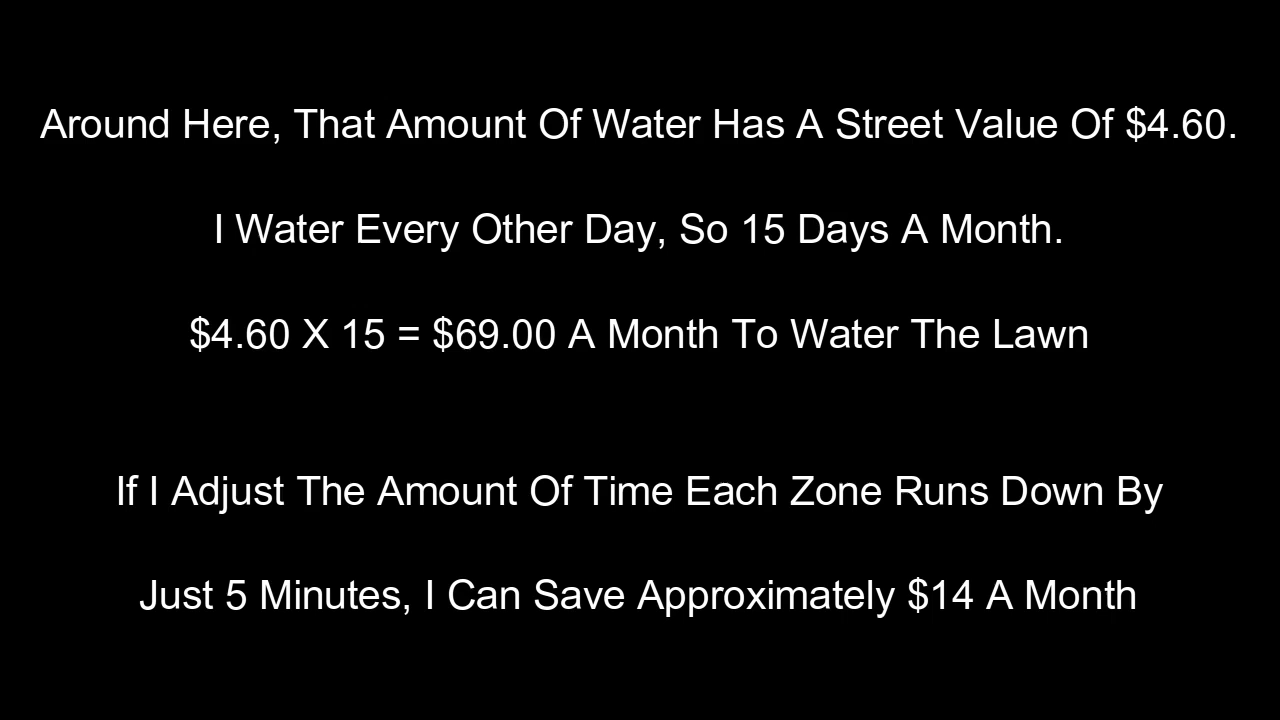 Around Here, That Amount Of Water Has A Street Value Of $4.60.
I Water Every Other Day, So 15 Days A Month.
$4.60 X 15 = $69.00 A Month To Water The Lawn
If I Adjust The Amount Of Time Each Zone Runs Down By
Just 5 Minutes, I Can Save Approximately $14 A Month